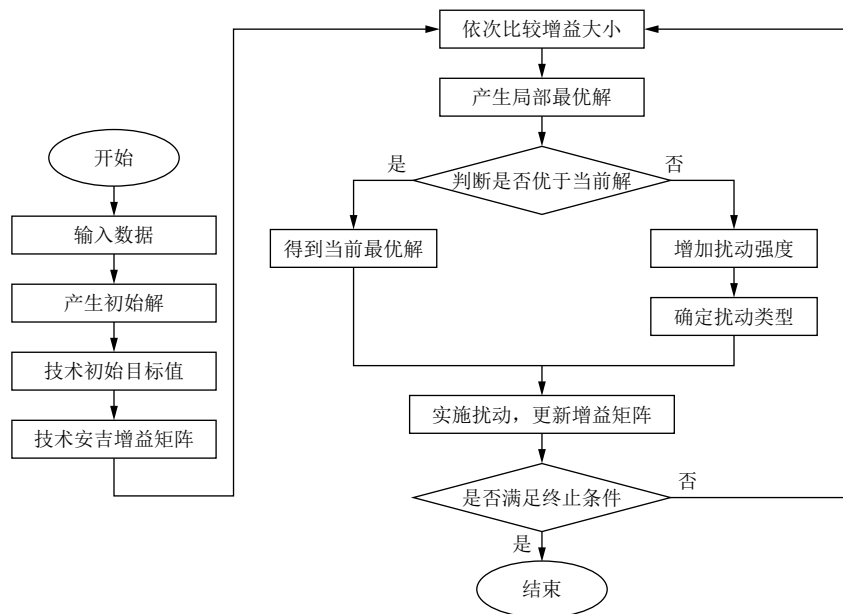 开始
输入数据
产生初始解
技术初始目标值
技术安吉增益矩阵
依次比较增益大小
产生局部最优解
判断是否优于当前解
是
否
得到当前最优解
增加扰动强度
确定扰动类型
实施扰动，更新增益矩阵
是否满足终止条件
否
是
结束